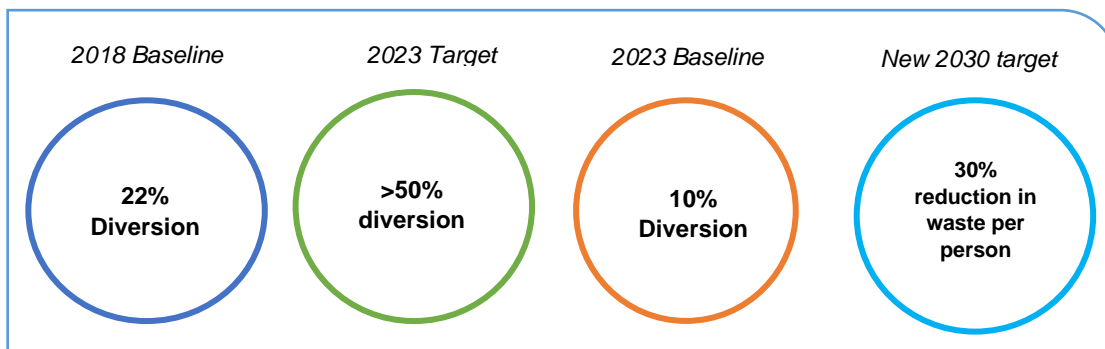 2018 Baseline
2023 Target
2023 Baseline
New 2030 target
22%
Diversion
>50%
diversion
10%
Diversion
30%
reduction in
waste per
person